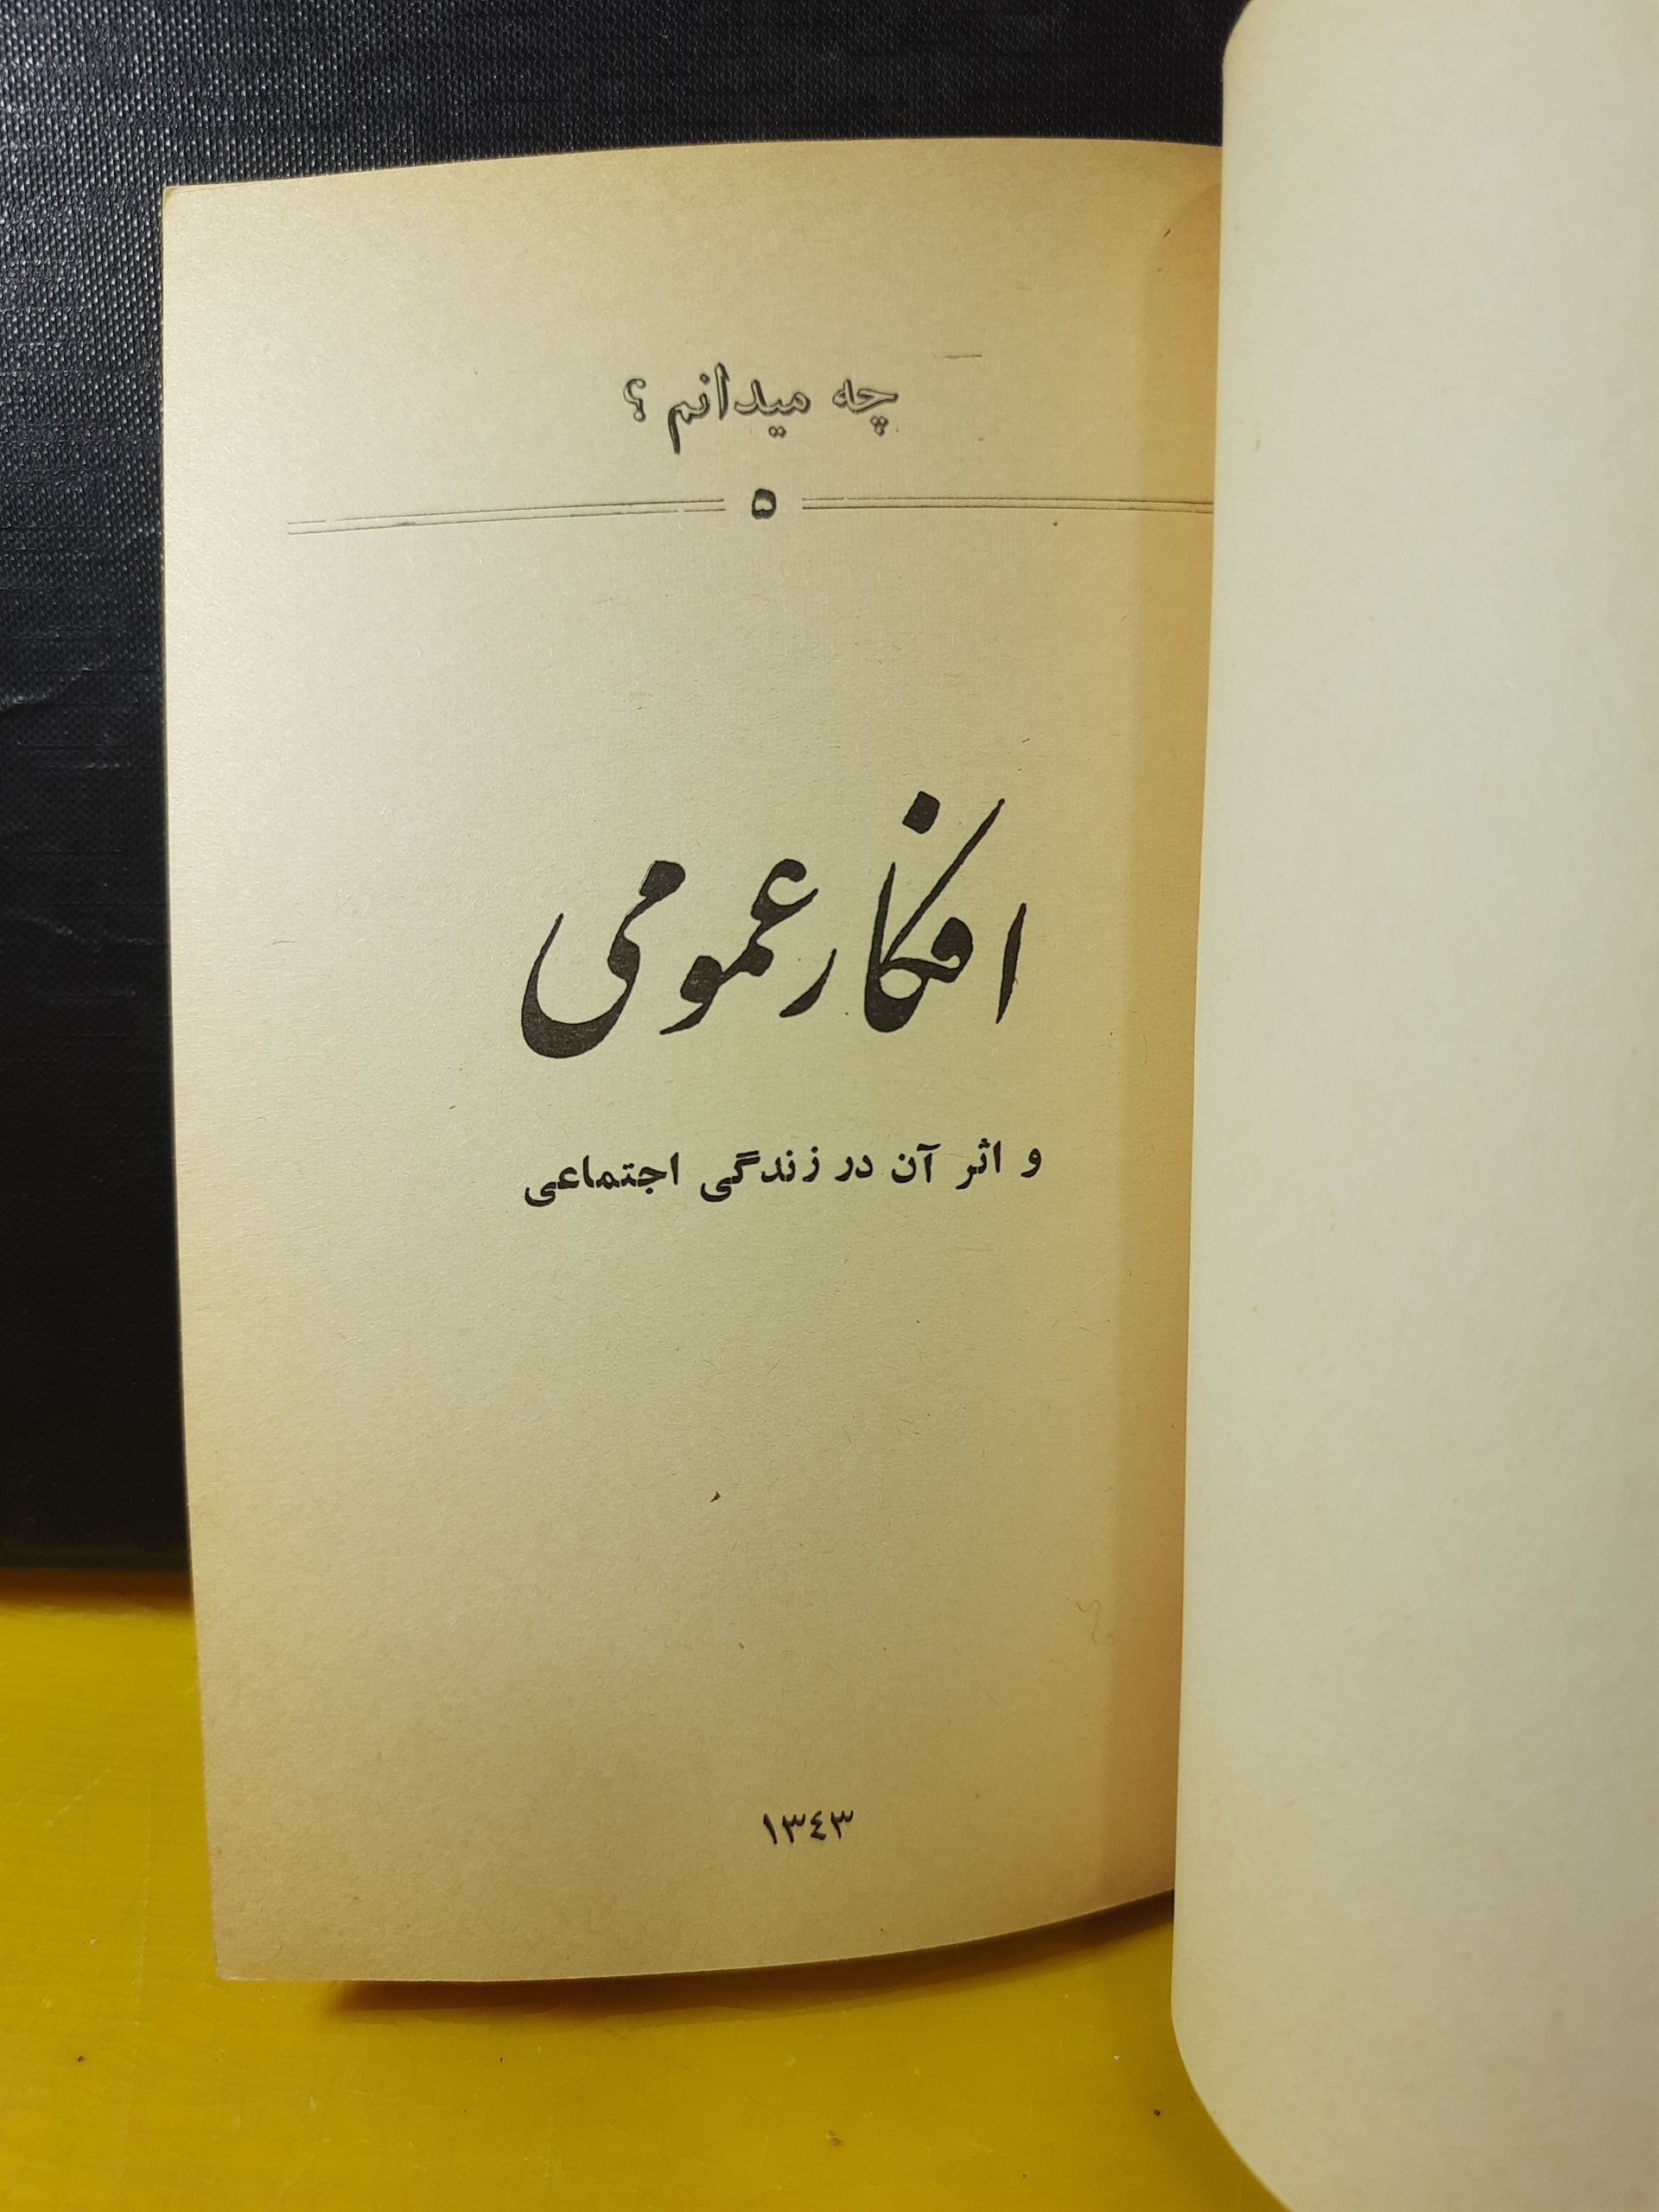 چه میدانم ؟
۵
افکار عمومی
و اثر آن در زندگی اجتماعی
۱۳۴۳